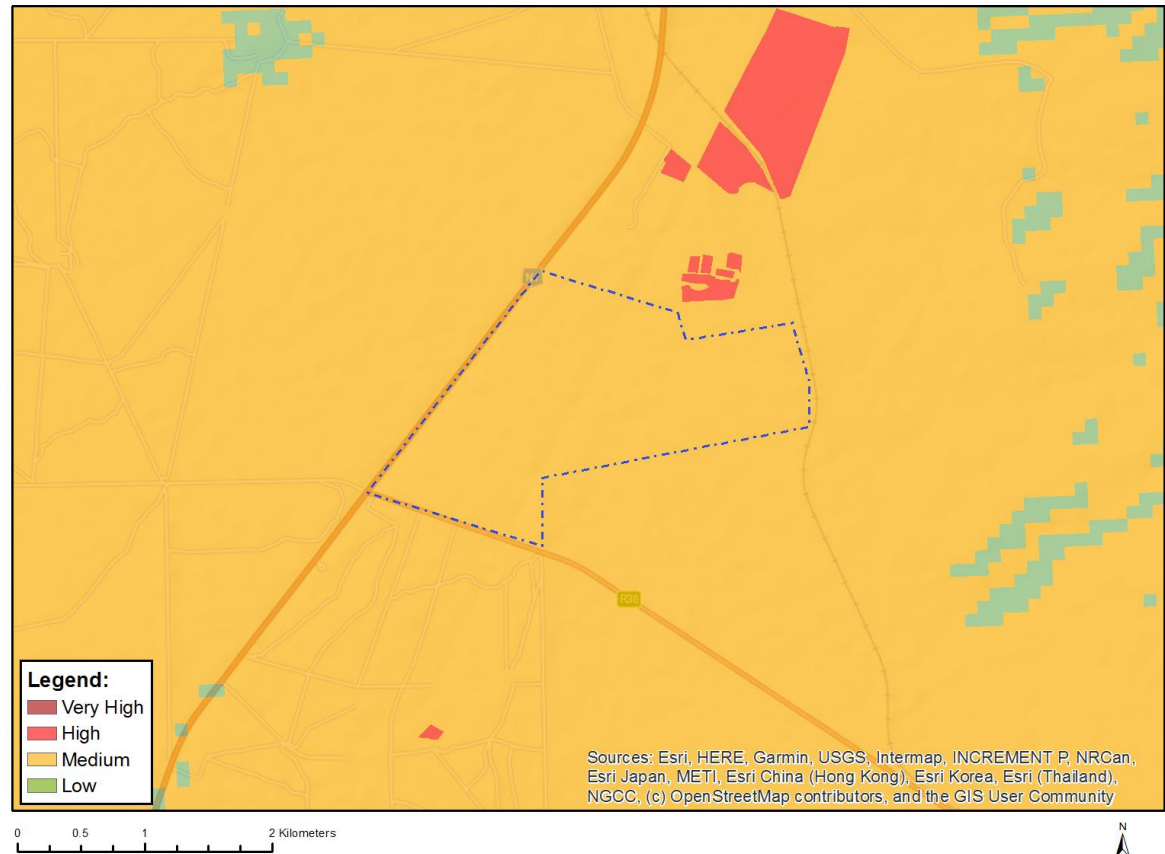 R36
Legend:
Very High
High
Medium
Low
Sources: Esri, HERE, Garmin, USGS, Intermap, INCREMENT P, NRCan,
Esri Japan, METI, Esri China (Hong Kong), Esri Korea, Esri (Thailand),
NGCC, (c) OpenStreetMap contributors, and the GIS User Community
0 0.5 1 2 Kilometers
N